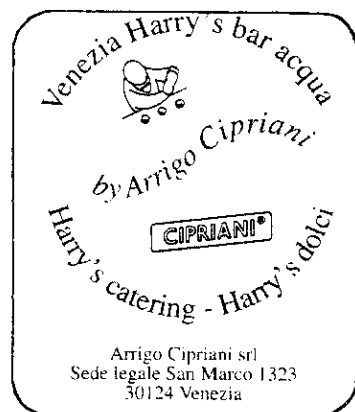 Venezia Harry's bar acqua
by Arrigo Cipriani
CIPRIANI®
Harry's catering - Harry's dolci
Arrigo Cipriani srl
Sede legale San Marco 1323
30124 Venezia